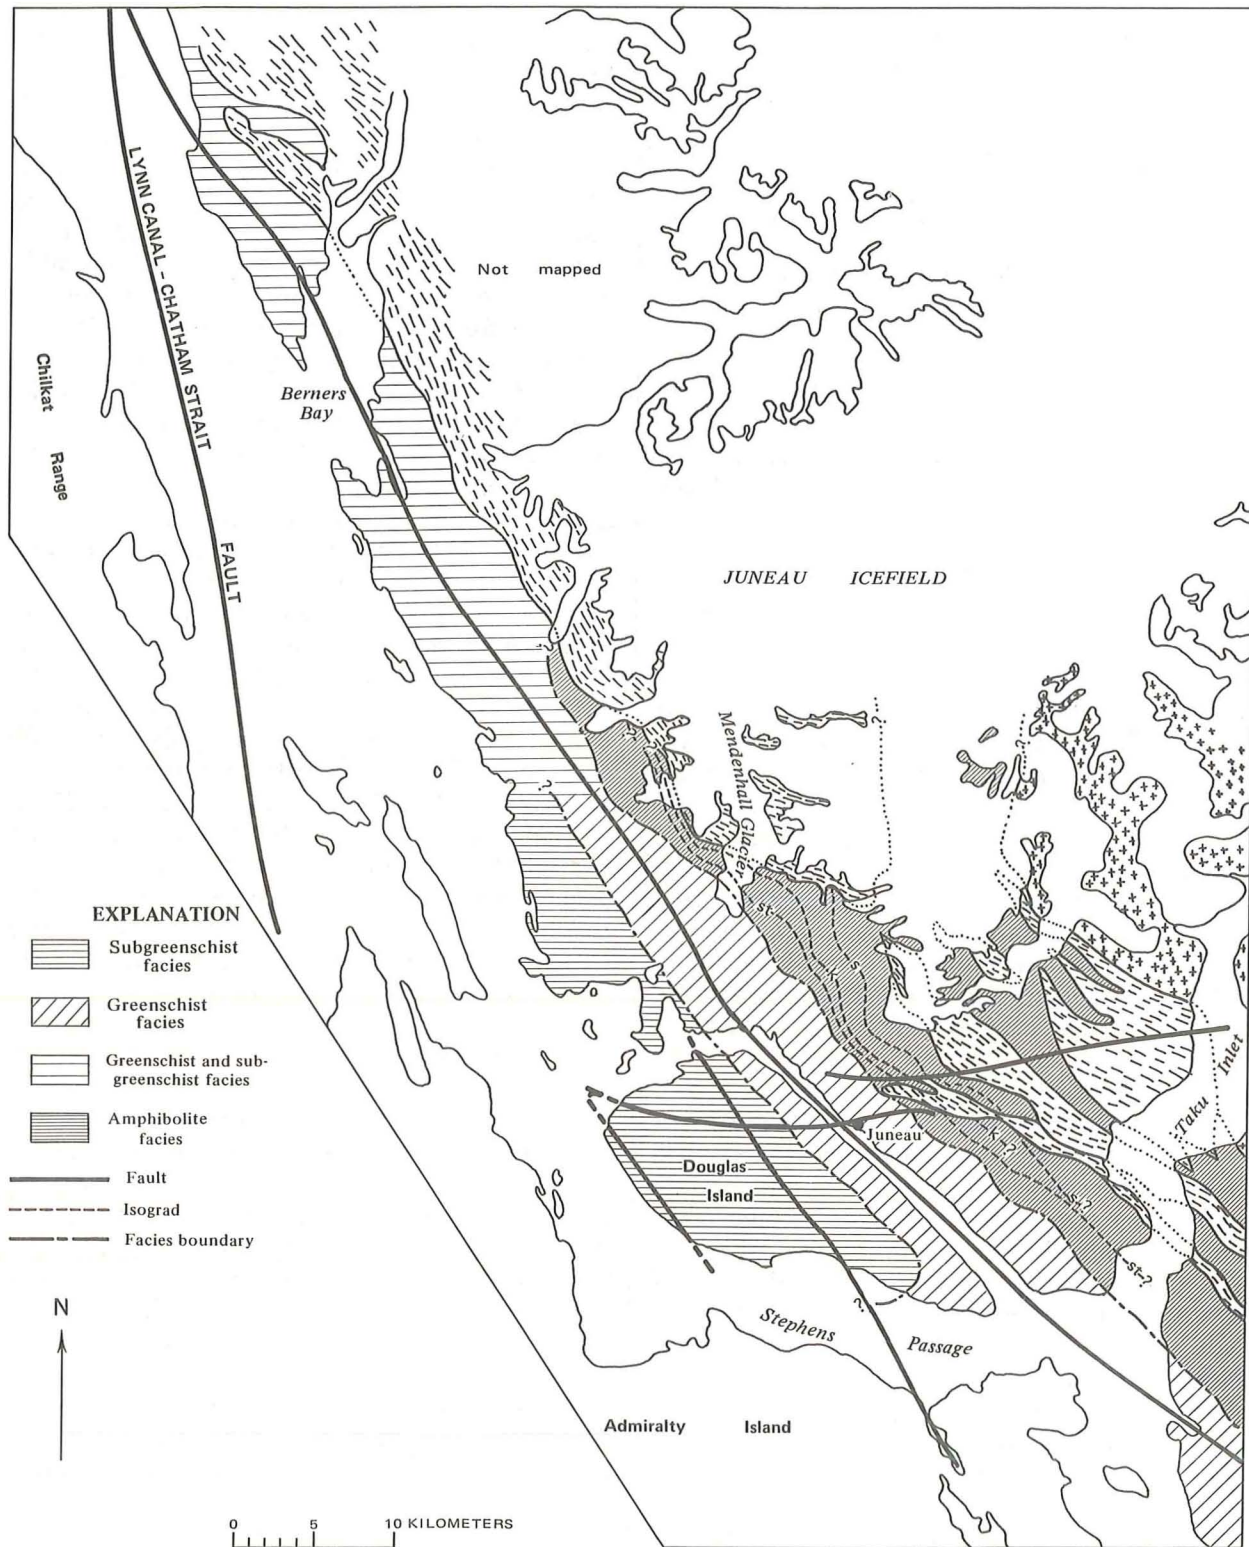 LYNN CANAL – CHATHAM STRAIT
FAULT
Not mapped
Chilkat
Range
Berners
Bay
JUNEAU ICEFIELD
?
?
?
?
?
?
Mendenhall Glacier
st
k
s
?
EXPLANATION
Subgreenschist
facies
Greenschist
facies
Greenschist and sub-
greenschist facies
Amphibolite
facies
Fault
Isograd
Facies boundary
Taku Inlet
Juneau
k-?
st-?
st-?
Douglas
Island
?
N
Stephens Passage
Admiralty Island
0 5 10 KILOMETERS